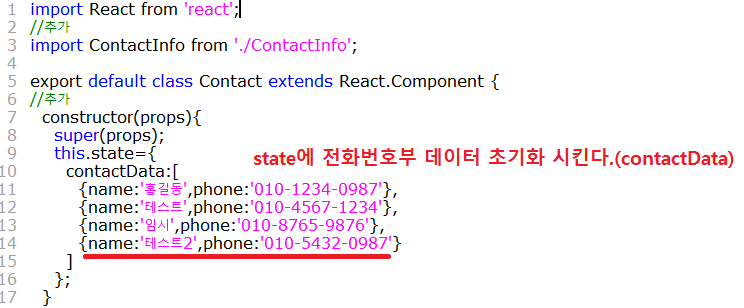 1 import React from 'react';
2 //추가
3 import ContactInfo from './ContactInfo';
4
5 export default class Contact extends React.Component {
6 //추가
7 constructor(props){
8 super(props);
9 this.state={
state에 전화번호부 데이터 초기화 시킨다.(contactData)
10 contactData:[
11 {name:'홍길동',phone:'010-1234-0987'},
12 {name:'테스트',phone:'010-4567-1234'},
13 {name:'임시',phone:'010-8765-9876'},
14 {name:'테스트2',phone:'010-5432-0987'}
15 ]
16 };
17 }